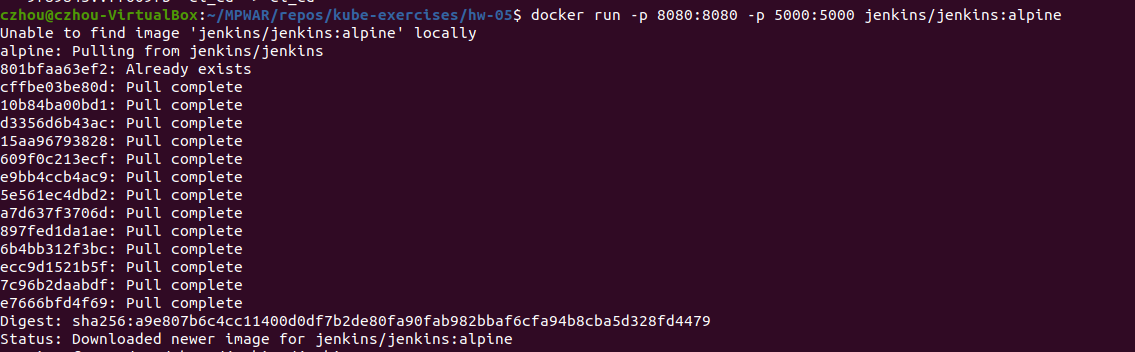 czhou@czhou-VirtualBox:~/MPWAR/repos/kube-exercises/hw-05$ docker run -p 8080:8080 -p 5000:5000 jenkins/jenkins:alpine
Unable to find image 'jenkins/jenkins:alpine' locally
alpine: Pulling from jenkins/jenkins
801bfaa63ef2: Already exists
cffbe03be80d: Pull complete
10b84ba00bd1: Pull complete
d3356d6b43ac: Pull complete
15aa96793828: Pull complete
609f0c213ecf: Pull complete
e9bb4ccb4ac9: Pull complete
5e561ec4dbd2: Pull complete
a7d637f3706d: Pull complete
897fed1da1ae: Pull complete
6b4bb312f3bc: Pull complete
ecc9d1521b5f: Pull complete
7c96b2daabdf: Pull complete
e7666bfd4f69: Pull complete
Digest: sha256:a9e807b6c4cc11400d0df7b2de80fa90fab982bbaf6cfa94b8cba5d328fd4479
Status: Downloaded newer image for jenkins/jenkins:alpine